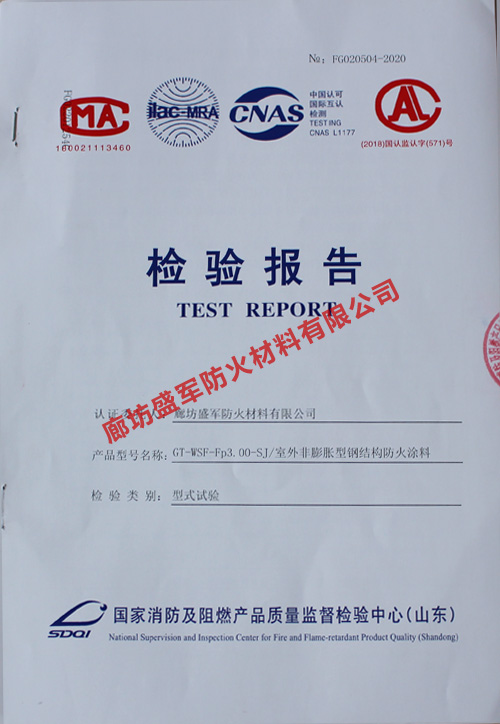 №: FG020504-2020
MA
160021113460
ilac-MRA
CNAS
中国认可
国际互认
检测
TESTING
CNAS L1177
CAL
(2018)国认监认字(571)号
检验报告
TEST REPORT
廊坊盛军防火材料有限公司
认证委托人: 廊坊盛军防火材料有限公司
产品型号名称: GT-WSF-Fp3.00-SJ/室外非膨胀型钢结构防火涂料
检验类别: 型式试验
SDQI
国家消防及阻燃产品质量监督检验中心(山东)
National Supervision and Inspection Center for Fire and Flame-retardant Product Quality (Shandong)